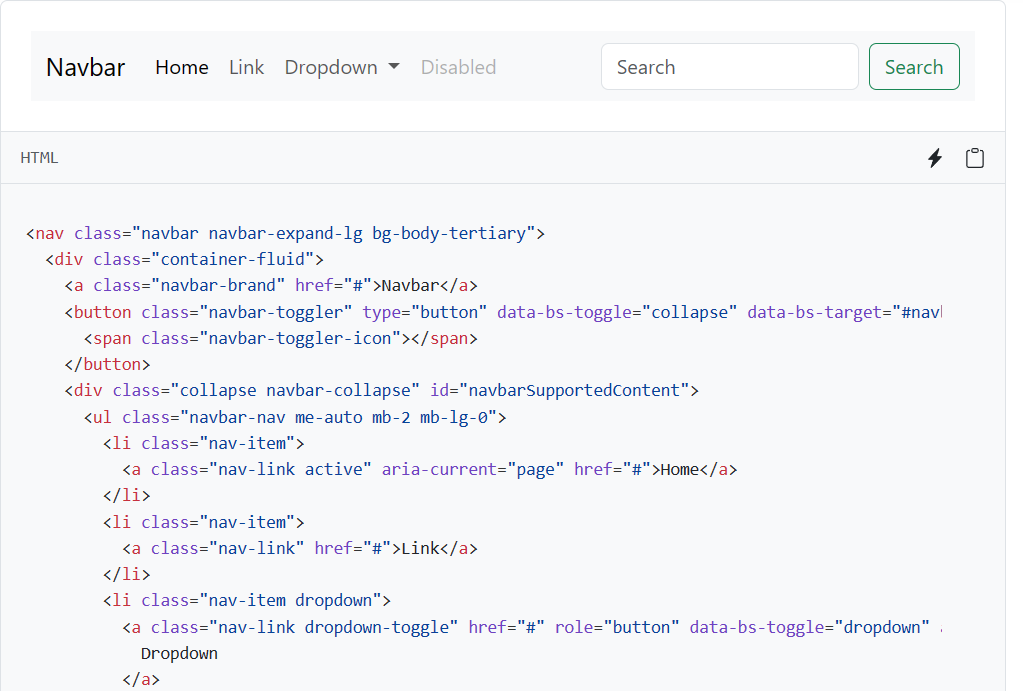 Navbar Home Link Dropdown Disabled Search Search
HTML
<nav class="navbar navbar-expand-lg bg-body-tertiary">
<div class="container-fluid">
<a class="navbar-brand" href="#">Navbar</a>
<button class="navbar-toggler" type="button" data-bs-toggle="collapse" data-bs-target="#nav
<span class="navbar-toggler-icon"></span>
</button>
<div class="collapse navbar-collapse" id="navbarSupportedContent">
<ul class="navbar-nav me-auto mb-2 mb-lg-0">
<li class="nav-item">
<a class="nav-link active" aria-current="page" href="#">Home</a>
</li>
<li class="nav-item">
<a class="nav-link" href="#">Link</a>
</li>
<li class="nav-item dropdown">
<a class="nav-link dropdown-toggle" href="#" role="button" data-bs-toggle="dropdown"
Dropdown
</a>